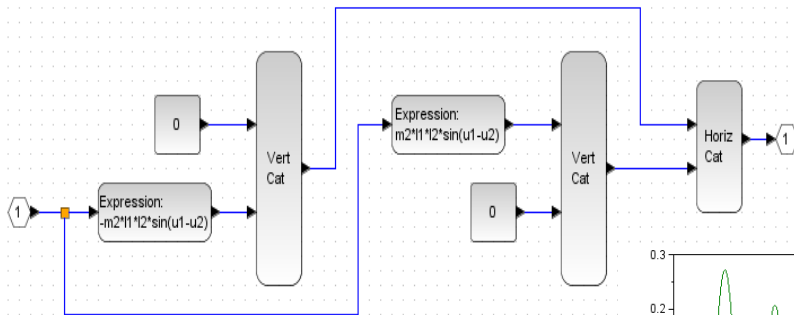 0
Vert
Cat
1
Expression:
-m2*l1*l2*sin(u1-u2)
Expression:
m2*l1*l2*sin(u1-u2)
0
Vert
Cat
Horiz
Cat
1
0.3
0.2